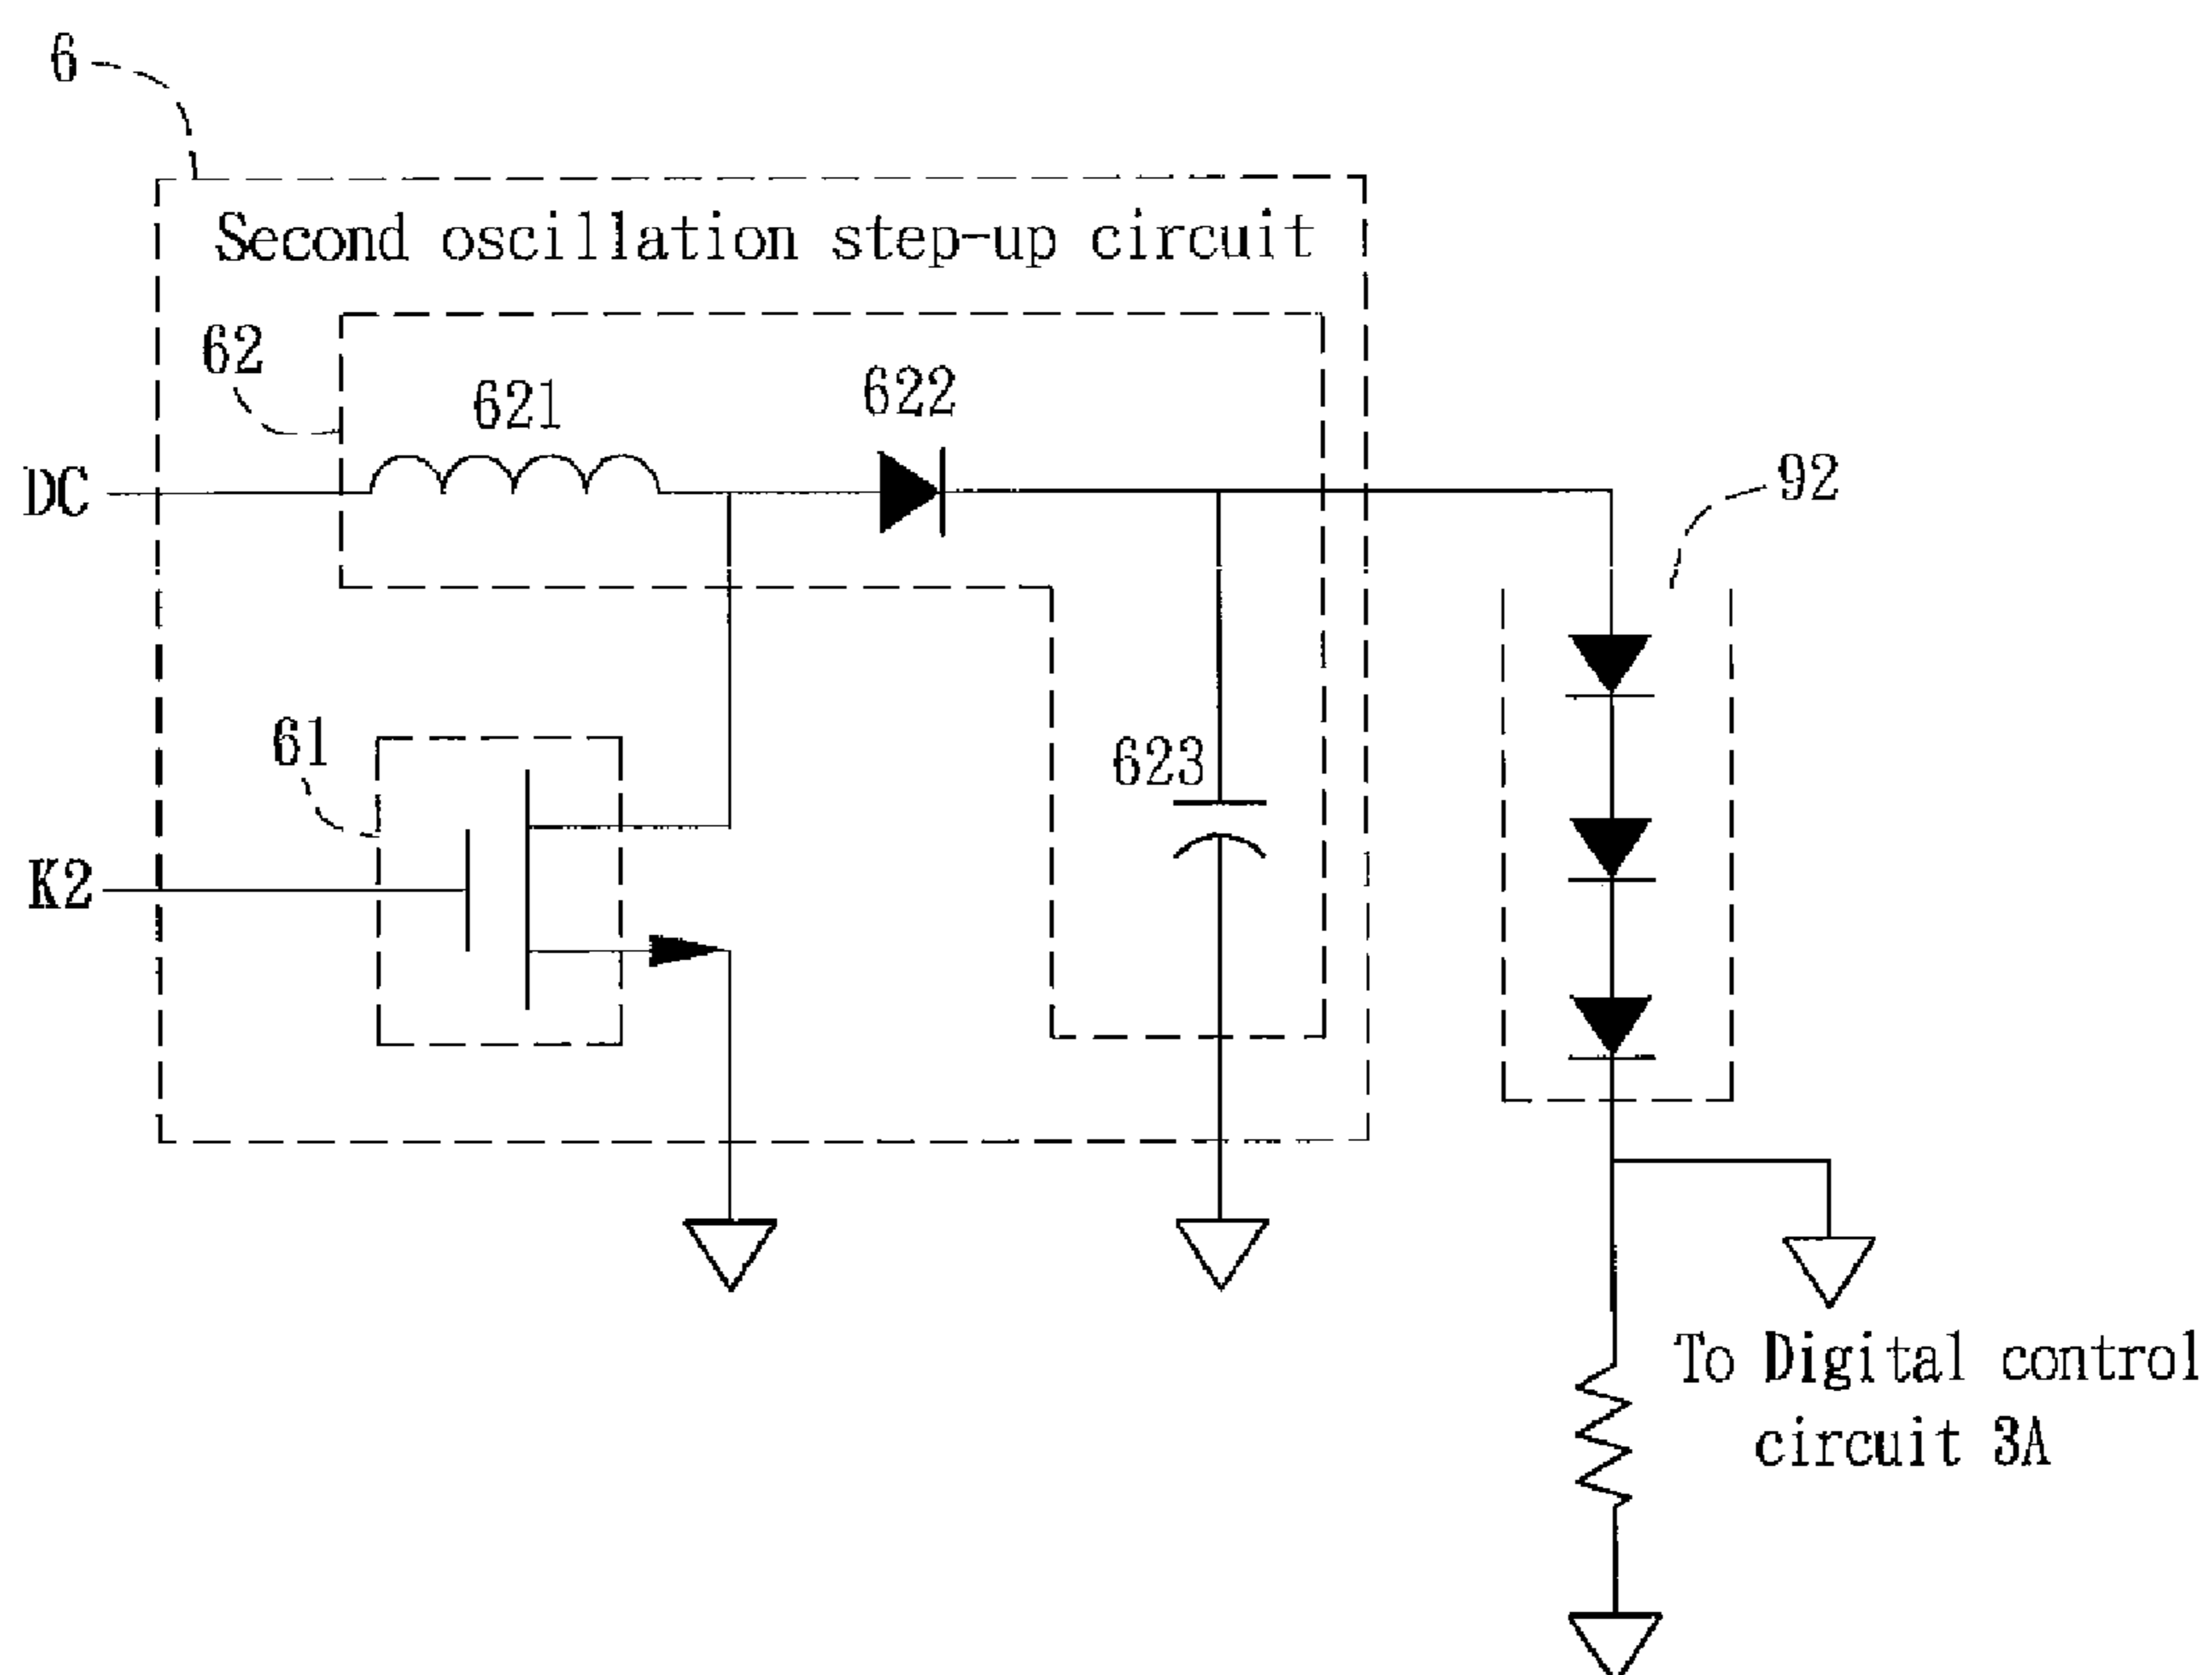 6
Second oscillation step-up circuit
62
621
622
DC
92
61
623
K2
To Digital control
circuit 3A